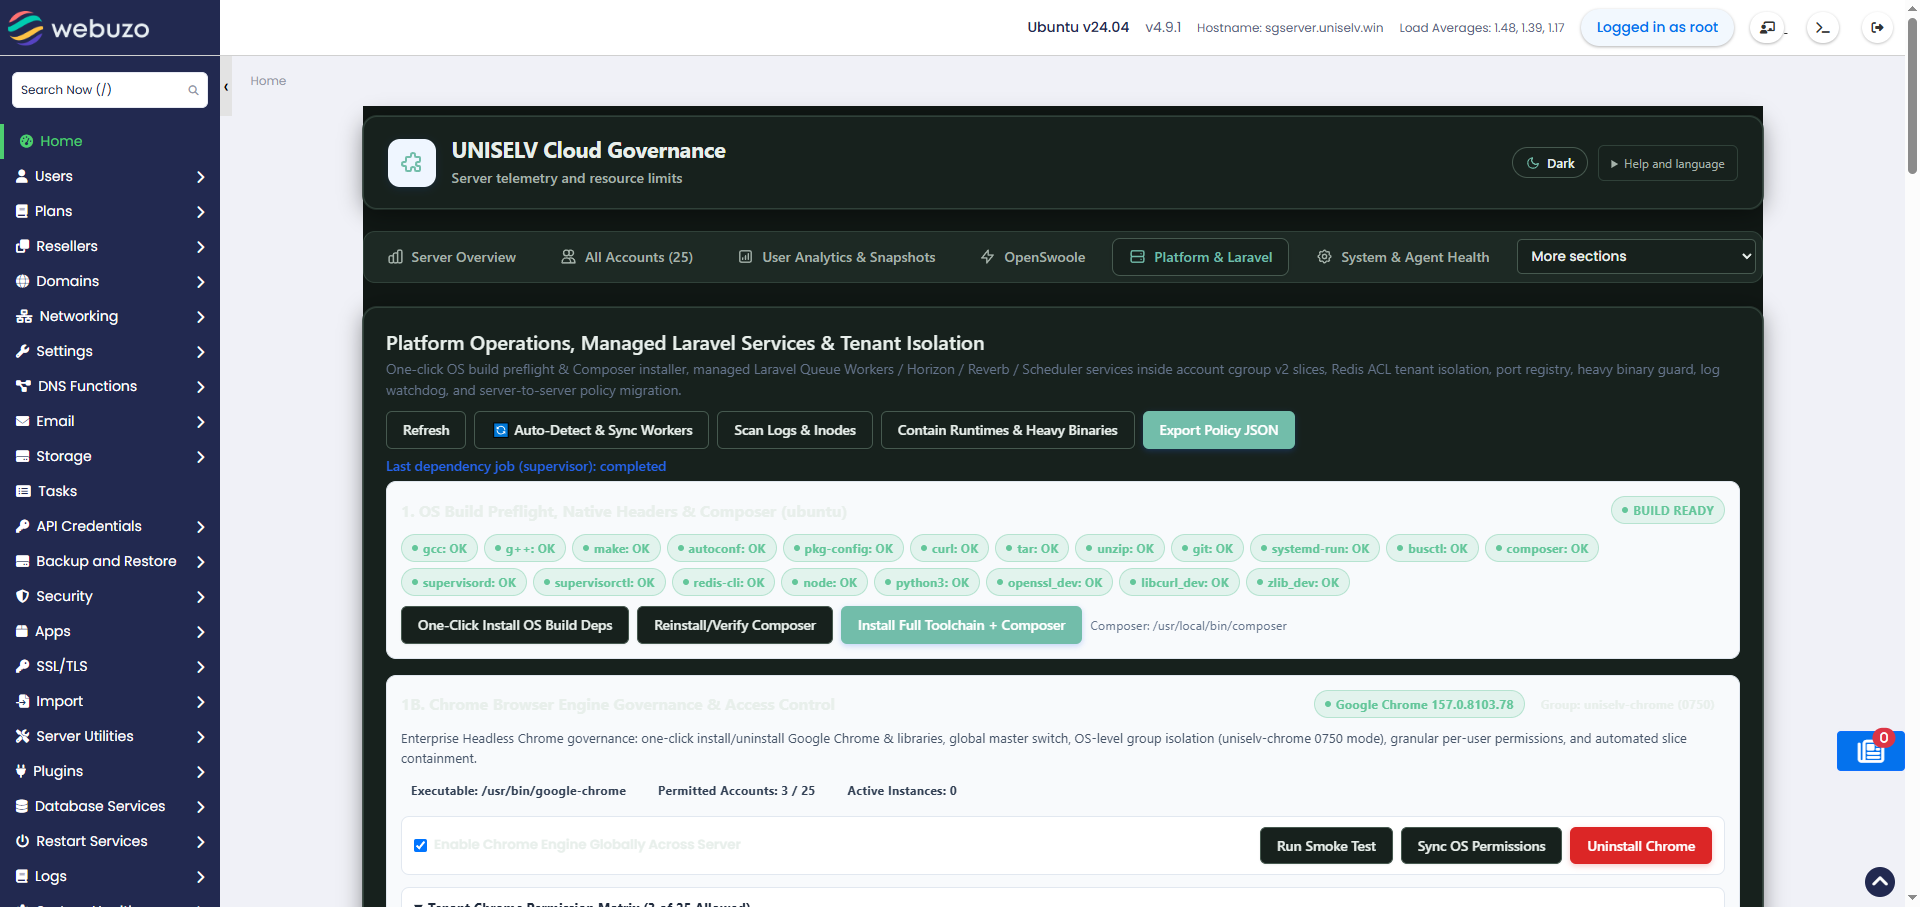 webuzo
Ubuntu v24.04 v4.9.1 Hostname: sgserver.uniselv.win Load Averages: 1.48, 1.39, 1.17 Logged in as root
Search Now (/)
Home
Home
Users
Plans
Resellers
Domains
Networking
Settings
DNS Functions
Email
Storage
Tasks
API Credentials
Backup and Restore
Security
Apps
SSL/TLS
Import
Server Utilities
Plugins
Database Services
Restart Services
Logs
UNISELV Cloud Governance
Server telemetry and resource limits
Dark
Help and language
Server Overview All Accounts (25) User Analytics & Snapshots OpenSwoole Platform & Laravel System & Agent Health More sections
Platform Operations, Managed Laravel Services & Tenant Isolation
One-click OS build preflight & Composer installer, managed Laravel Queue Workers / Horizon / Reverb / Scheduler services inside account cgroup v2 slices, Redis ACL tenant isolation, port registry, heavy binary guard, log
watchdog, and server-to-server policy migration.
Refresh Auto-Detect & Sync Workers Scan Logs & Inodes Contain Runtimes & Heavy Binaries Export Policy JSON
Last dependency job (supervisor): completed
1. OS Build Preflight, Native Headers & Composer (ubuntu) BUILD READY
gcc: OK g++: OK make: OK autoconf: OK pkg-config: OK curl: OK tar: OK unzip: OK git: OK systemd-run: OK busctl: OK composer: OK
supervisord: OK supervisorctl: OK redis-cli: OK node: OK python3: OK openssl_dev: OK libcurl_dev: OK zlib_dev: OK
One-Click Install OS Build Deps Reinstall/Verify Composer Install Full Toolchain + Composer Composer: /usr/local/bin/composer
1B. Chrome Browser Engine Governance & Access Control Google Chrome 157.0.8103.78 Group: uniselv-chrome (0750)
Enterprise Headless Chrome governance: one-click install/uninstall Google Chrome & libraries, global master switch, OS-level group isolation (uniselv-chrome 0750 mode), granular per-user permissions, and automated slice
containment.
Executable: /usr/bin/google-chrome Permitted Accounts: 3 / 25 Active Instances: 0
Enable Chrome Engine Globally Across Server Run Smoke Test Sync OS Permissions Uninstall Chrome
Tenant Chrome Permission Matrix (3 of 25 Allowed)
0